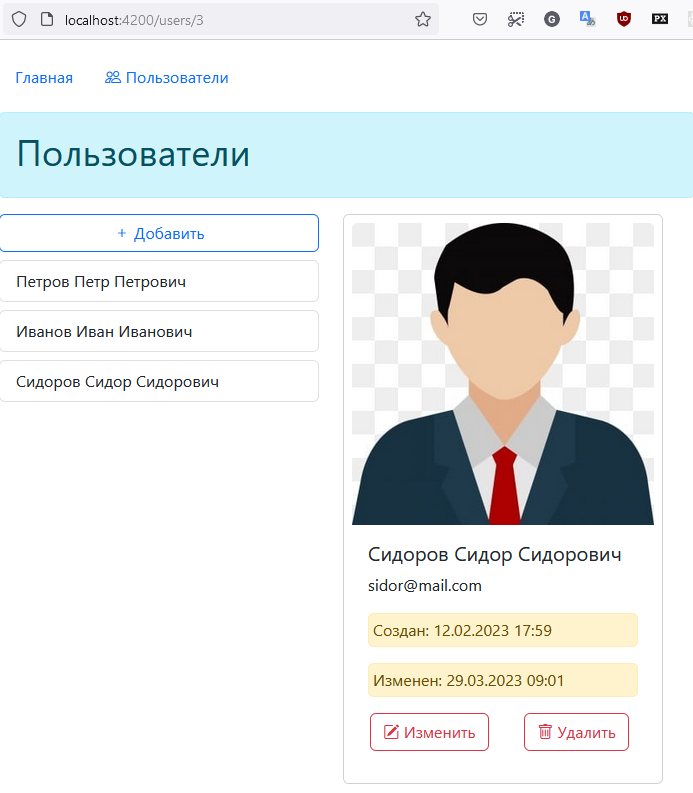 localhost:4200/users/3
G
PX
Главная
Пользователи
Пользователи
+ Добавить
Петров Петр Петрович
Иванов Иван Иванович
Сидоров Сидор Сидорович
Сидоров Сидор Сидорович
sidor@mail.com
Создан: 12.02.2023 17:59
Изменен: 29.03.2023 09:01
Изменить
Удалить